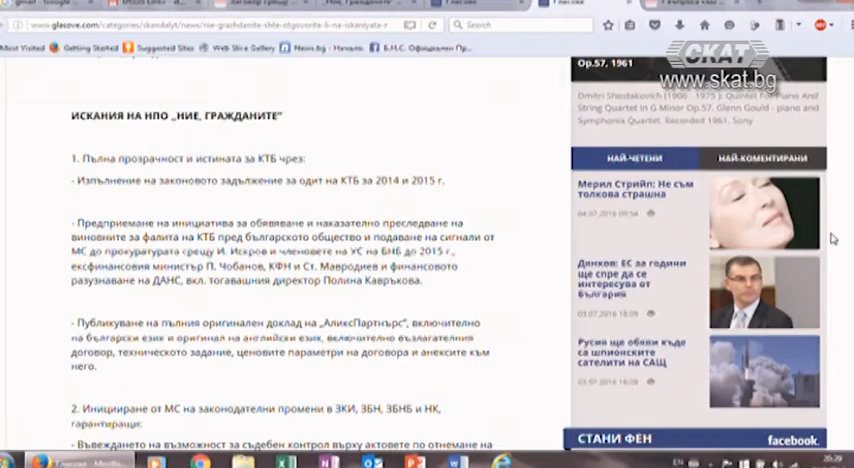 www.glasove.com/categories/skandalyt/news/nie-grazhdanite-shte-otgovorite-li-na-iskaniyata-r
Search
Most Visited Getting Started Suggested Sites Web Slice Gallery News.bg - Начало Б.М.С. Официален Пр...
СКАТ
www.skat.bg
ИСКАНИЯ НА НПО „НИЕ, ГРАЖДАНИТЕ"
1. Пълна прозрачност и истината за КТБ чрез:
- Изпълнение на законовото задължение за одит на КТБ за 2014 и 2015 г.
- Предприемане на инициатива за обявяване и наказателно преследване на
виновните за фалита на КТБ пред българското общество и подаване на сигнали от
МС до прокуратурата срещу И. Искров и членовете на УС на БНБ до 2015 г.,
ексфинансовия министър П. Чобанов, КФН и Ст. Мавродиев и финансовото
разузнаване на ДАНС, вкл. тогавашния директор Полина Кавръкова.
- Публикуване на пълния оригинален доклад на „АликсПартнърс", включително
на български език и оригинал на английски език, включително възлагателния
договор, техническото задание, ценовите параметри на договора и анексите към
него.
2. Иницииране от МС на законодателни промени в ЗКИ, ЗБН, ЗБНБ и НК,
гарантиращи:
- Въвеждането на възможност за съдебен контрол върху актовете по отнемане на
Op.57, 1961
Dmitri Shostakovich (1906 - 1975 ): Quintet For Piano And
String Quartet in G Minor Op.57. Glenn Gould - piano and
Symphonia Quartet. Recorded 1961, Sony
НАЙ-ЧЕТЕНИ
НАЙ-КОМЕНТИРАНИ
Мерил Стрийп: Не съм
толкова страшна
04.07.2016 09:54
Дянков: ЕС за години
ще спре да се
интересува от
България
03.07.2016 18:09
Русия ще обяви къде
са шпионските
сателити на САЩ
СТАНИ ФЕН
facebook.
EN
20:29